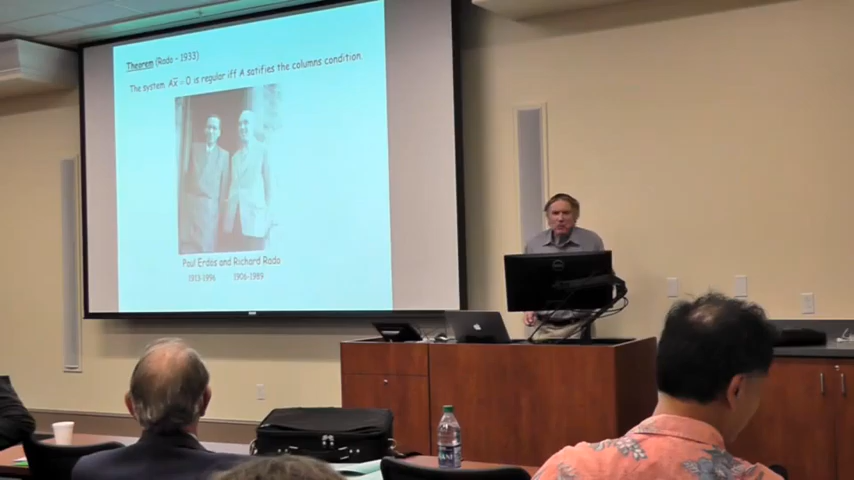 Theorem (Rado - 1933)
The system Ax = 0 is regular iff A satifies the columns condition
Paul Erdős and Richard Rado
1913-1996 1906-1989